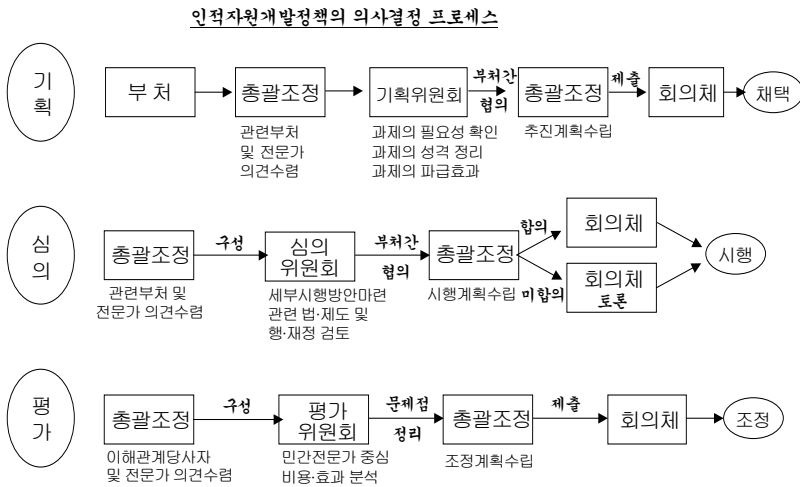 인적자원개발정책의 의사결정 프로세스
기
획
부 처
총괄조정
관련부처
및 전문가
의견수렴
기획위원회
과제의 필요성 확인
과제의 성격 정리
과제의 파급효과
부처간
협의
총괄조정
추진계획수립
제출
회의체
채택
심
의
총괄조정
관련부처 및
전문가 의견수렴
구성
심의
위원회
세부시행방안마련
관련 법·제도 및
행·재정 검토
부처간
협의
총괄조정
시행계획수립
합의
회의체
미합의
회의체
토론
시행
평
가
총괄조정
이해관계당사자
및 전문가 의견수렴
구성
평가
위원회
민간전문가 중심
비용·효과 분석
문제점
정리
총괄조정
조정계획수립
제출
회의체
조정